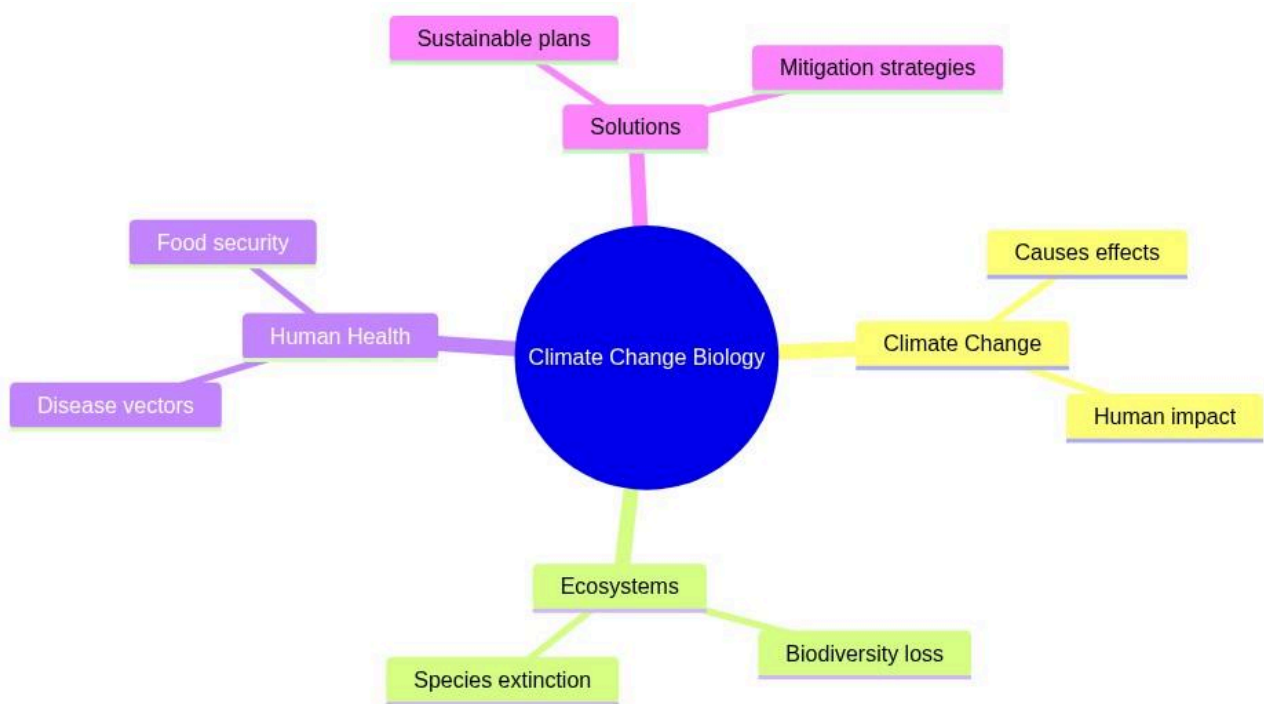 Sustainable plans
Mitigation strategies
Solutions
Food security
Causes effects
Human Health
Climate Change
Climate Change Biology
Disease vectors
Human impact
Ecosystems
Biodiversity loss
Species extinction